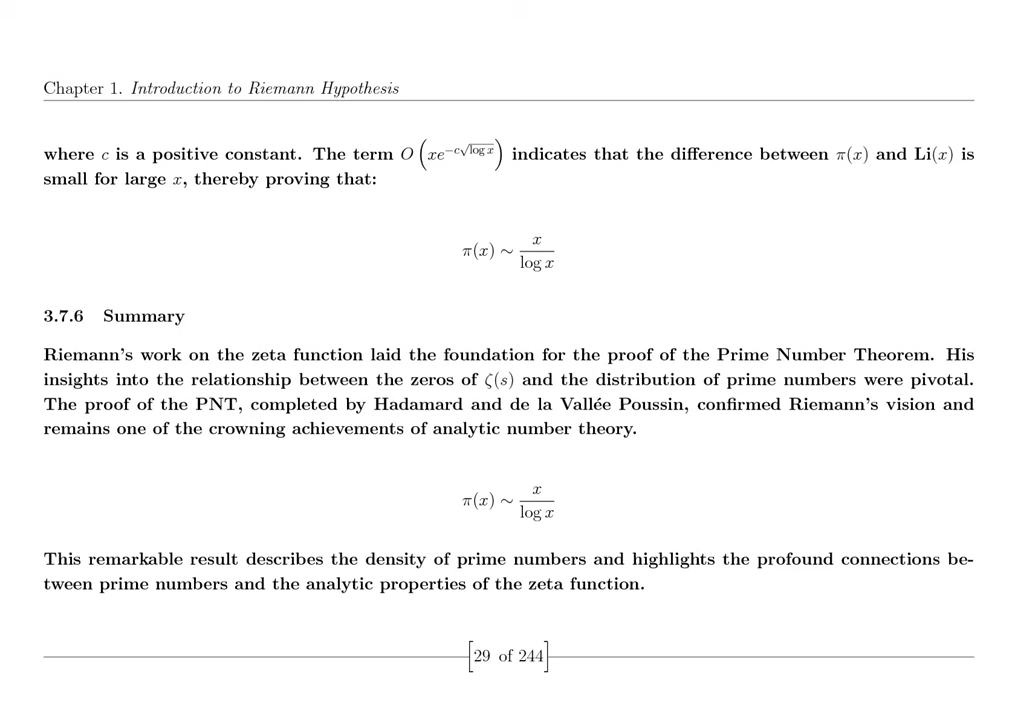 Chapter 1. Introduction to Riemann Hypothesis
where c is a positive constant. The term O(xe^{−c√log x}) indicates that the difference between π(x) and Li(x) is
small for large x, thereby proving that:
π(x) ∼ x / log x
3.7.6 Summary
Riemann's work on the zeta function laid the foundation for the proof of the Prime Number Theorem. His
insights into the relationship between the zeros of ζ(s) and the distribution of prime numbers were pivotal.
The proof of the PNT, completed by Hadamard and de la Vallée Poussin, confirmed Riemann's vision and
remains one of the crowning achievements of analytic number theory.
π(x) ∼ x / log x
This remarkable result describes the density of prime numbers and highlights the profound connections be-
tween prime numbers and the analytic properties of the zeta function.
[29 of 244]